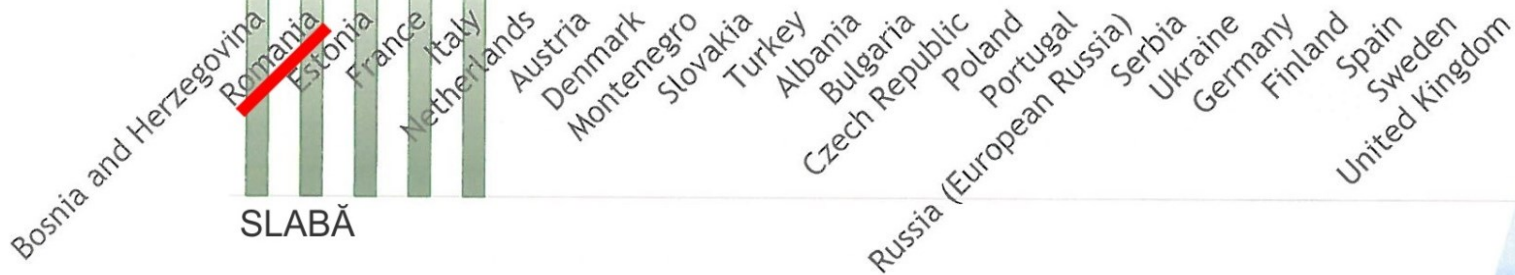 Bosnia and Herzegovina
Romania
Estonia
France
Italy
Netherlands
Austria
Denmark
Montenegro
Slovakia
Turkey
Albania
Bulgaria
Czech Republic
Poland
Portugal
Russia (European Russia)
Serbia
Ukraine
Germany
Finland
Spain
Sweden
United Kingdom
SLABĂ